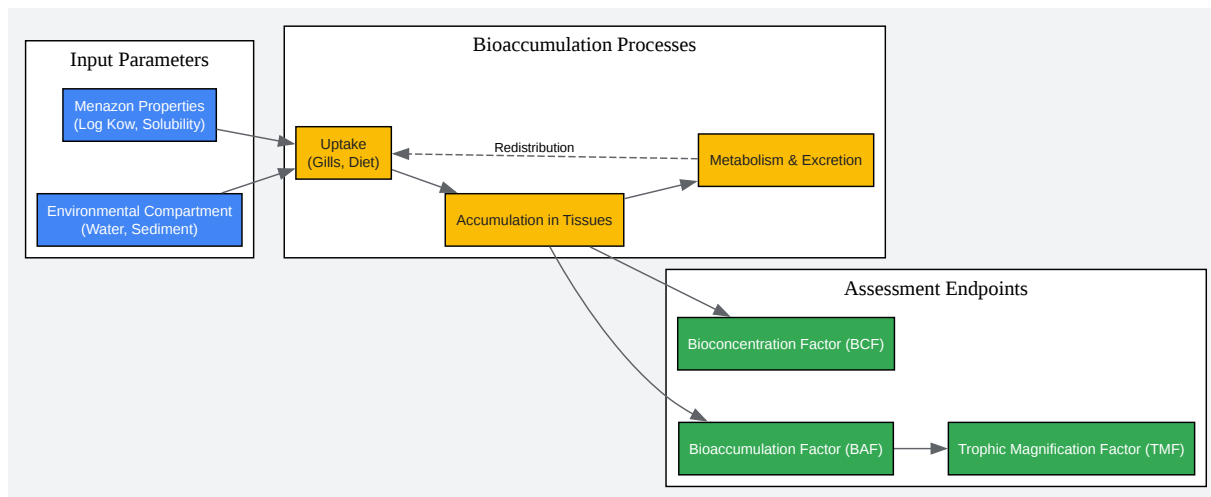 Input Parameters
Menazon Properties
(Log Kow, Solubility)
Environmental Compartment
(Water, Sediment)
Bioaccumulation Processes
Uptake
(Gills, Diet)
Redistribution
Metabolism & Excretion
Accumulation in Tissues
Assessment Endpoints
Bioconcentration Factor (BCF)
Bioaccumulation Factor (BAF)
Trophic Magnification Factor (TMF)